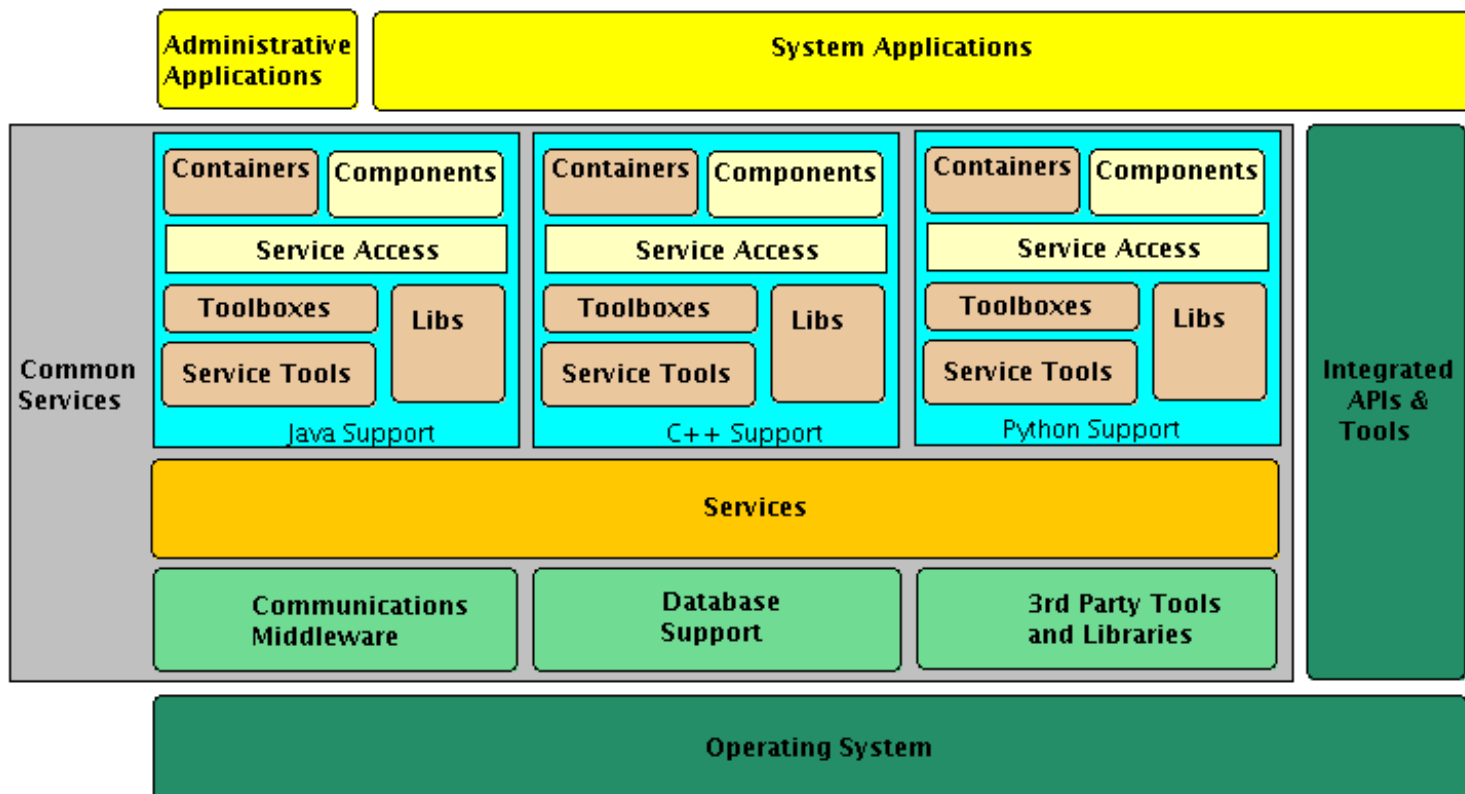 Administrative
Applications
System Applications
Containers
Components
Service Access
Toolboxes
Libs
Service Tools
Java Support
Containers
Components
Service Access
Toolboxes
Libs
Service Tools
C++ Support
Containers
Components
Service Access
Toolboxes
Libs
Service Tools
Python Support
Common
Services
Integrated
APIs &
Tools
Services
Communications
Middleware
Database
Support
3rd Party Tools
and Libraries
Operating System